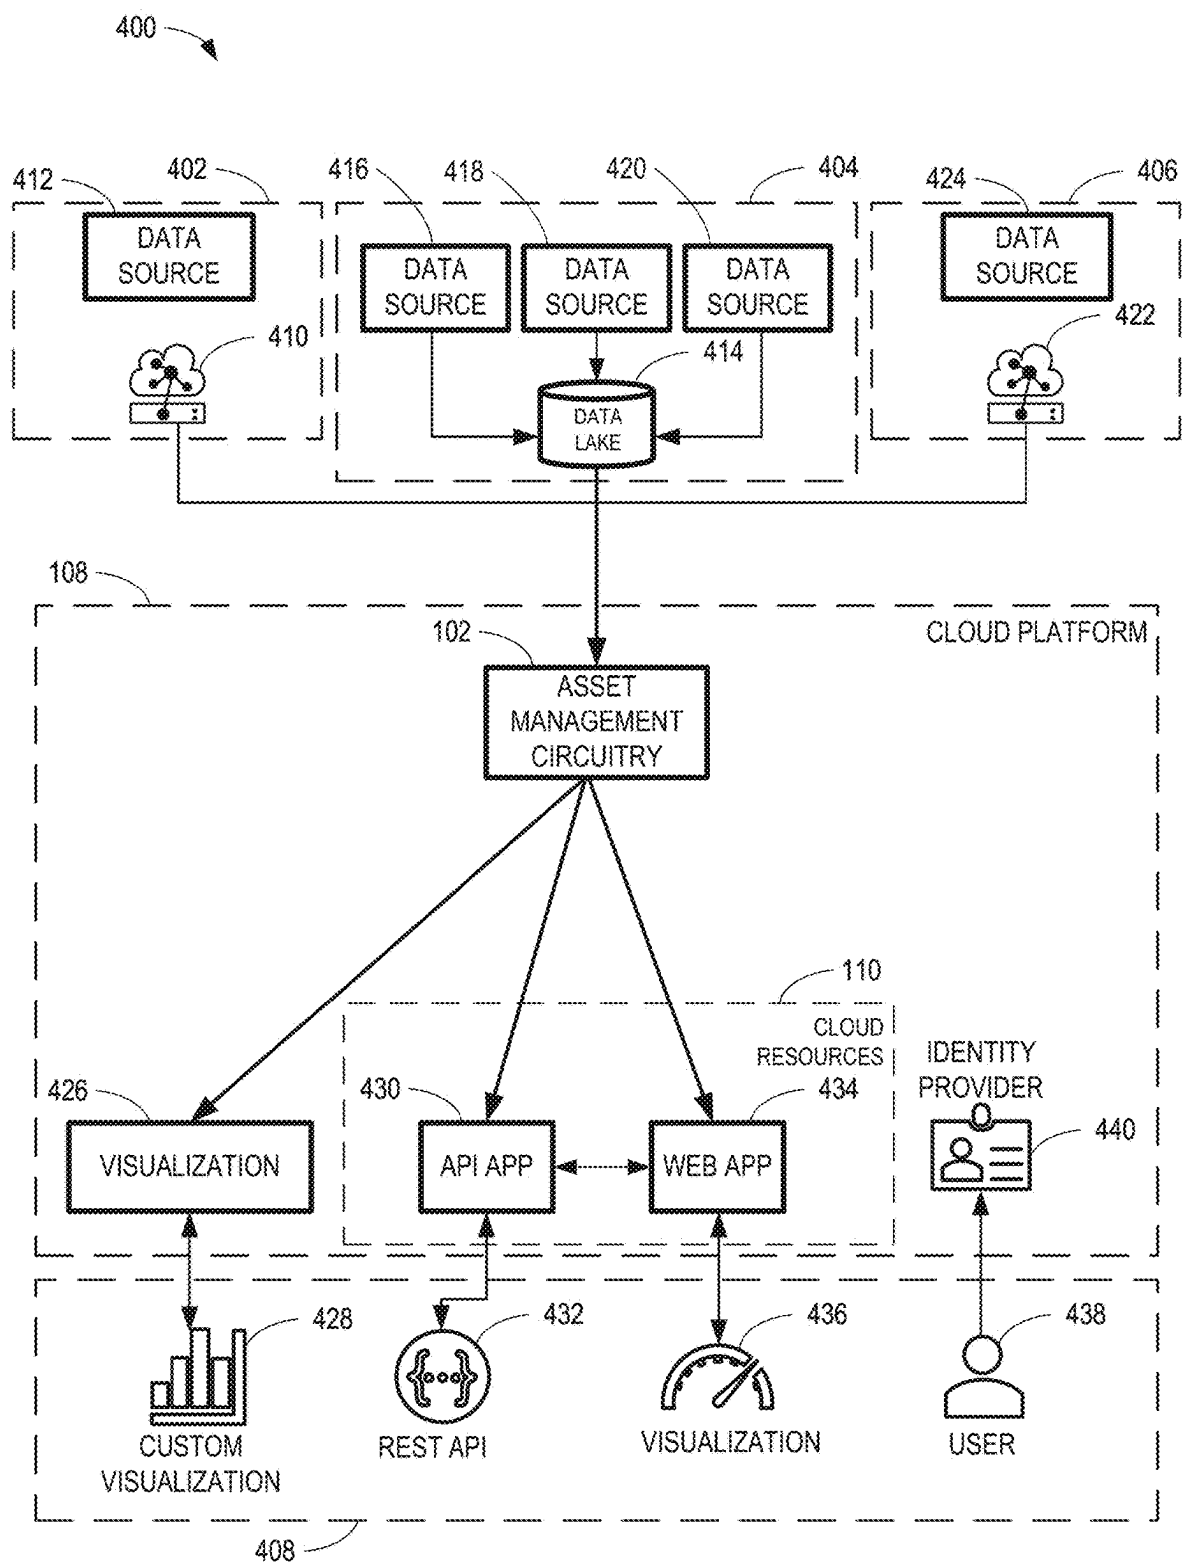 400
402
404
406
412
416
418
420
424
DATA
SOURCE
DATA
SOURCE
DATA
SOURCE
DATA
SOURCE
DATA
SOURCE
410
414
422
DATA
LAKE
108
CLOUD PLATFORM
102
ASSET
MANAGEMENT
CIRCUITRY
110
CLOUD
RESOURCES
IDENTITY
PROVIDER
426
430
434
440
VISUALIZATION
API APP
WEB APP
428
432
436
438
CUSTOM
VISUALIZATION
REST API
VISUALIZATION
USER
408